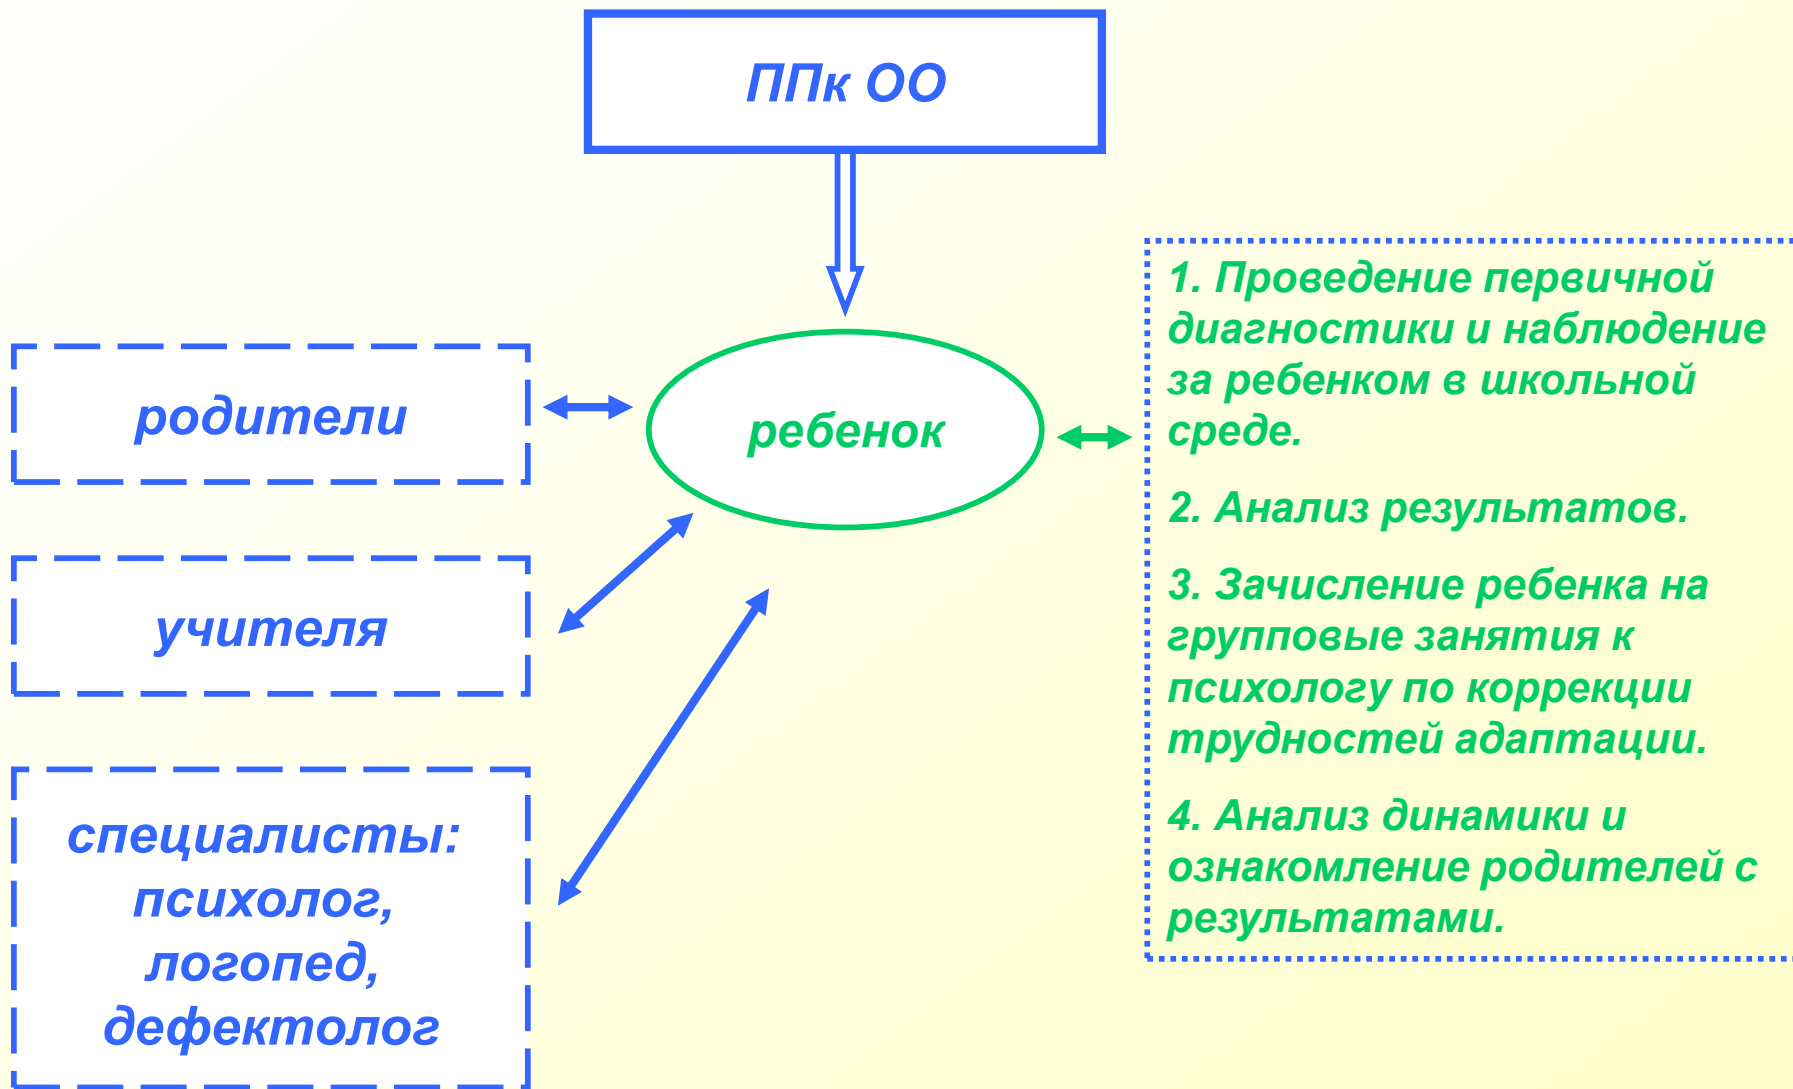 ППк ОО
родители
ребенок
учителя
специалисты:
психолог,
логопед,
дефектолог
1. Проведение первичной
диагностики и наблюдение
за ребенком в школьной
среде.
2. Анализ результатов.
3. Зачисление ребенка на
групповые занятия к
психологу по коррекции
трудностей адаптации.
4. Анализ динамики и
ознакомление родителей с
результатами.